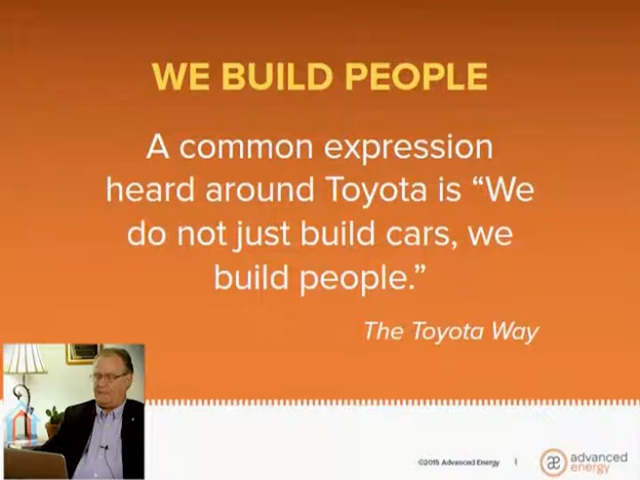 WE BUILD PEOPLE
A common expression
heard around Toyota is “We
do not just build cars, we
build people.”
The Toyota Way
©2015 Advanced Energy |
æ advanced
energy